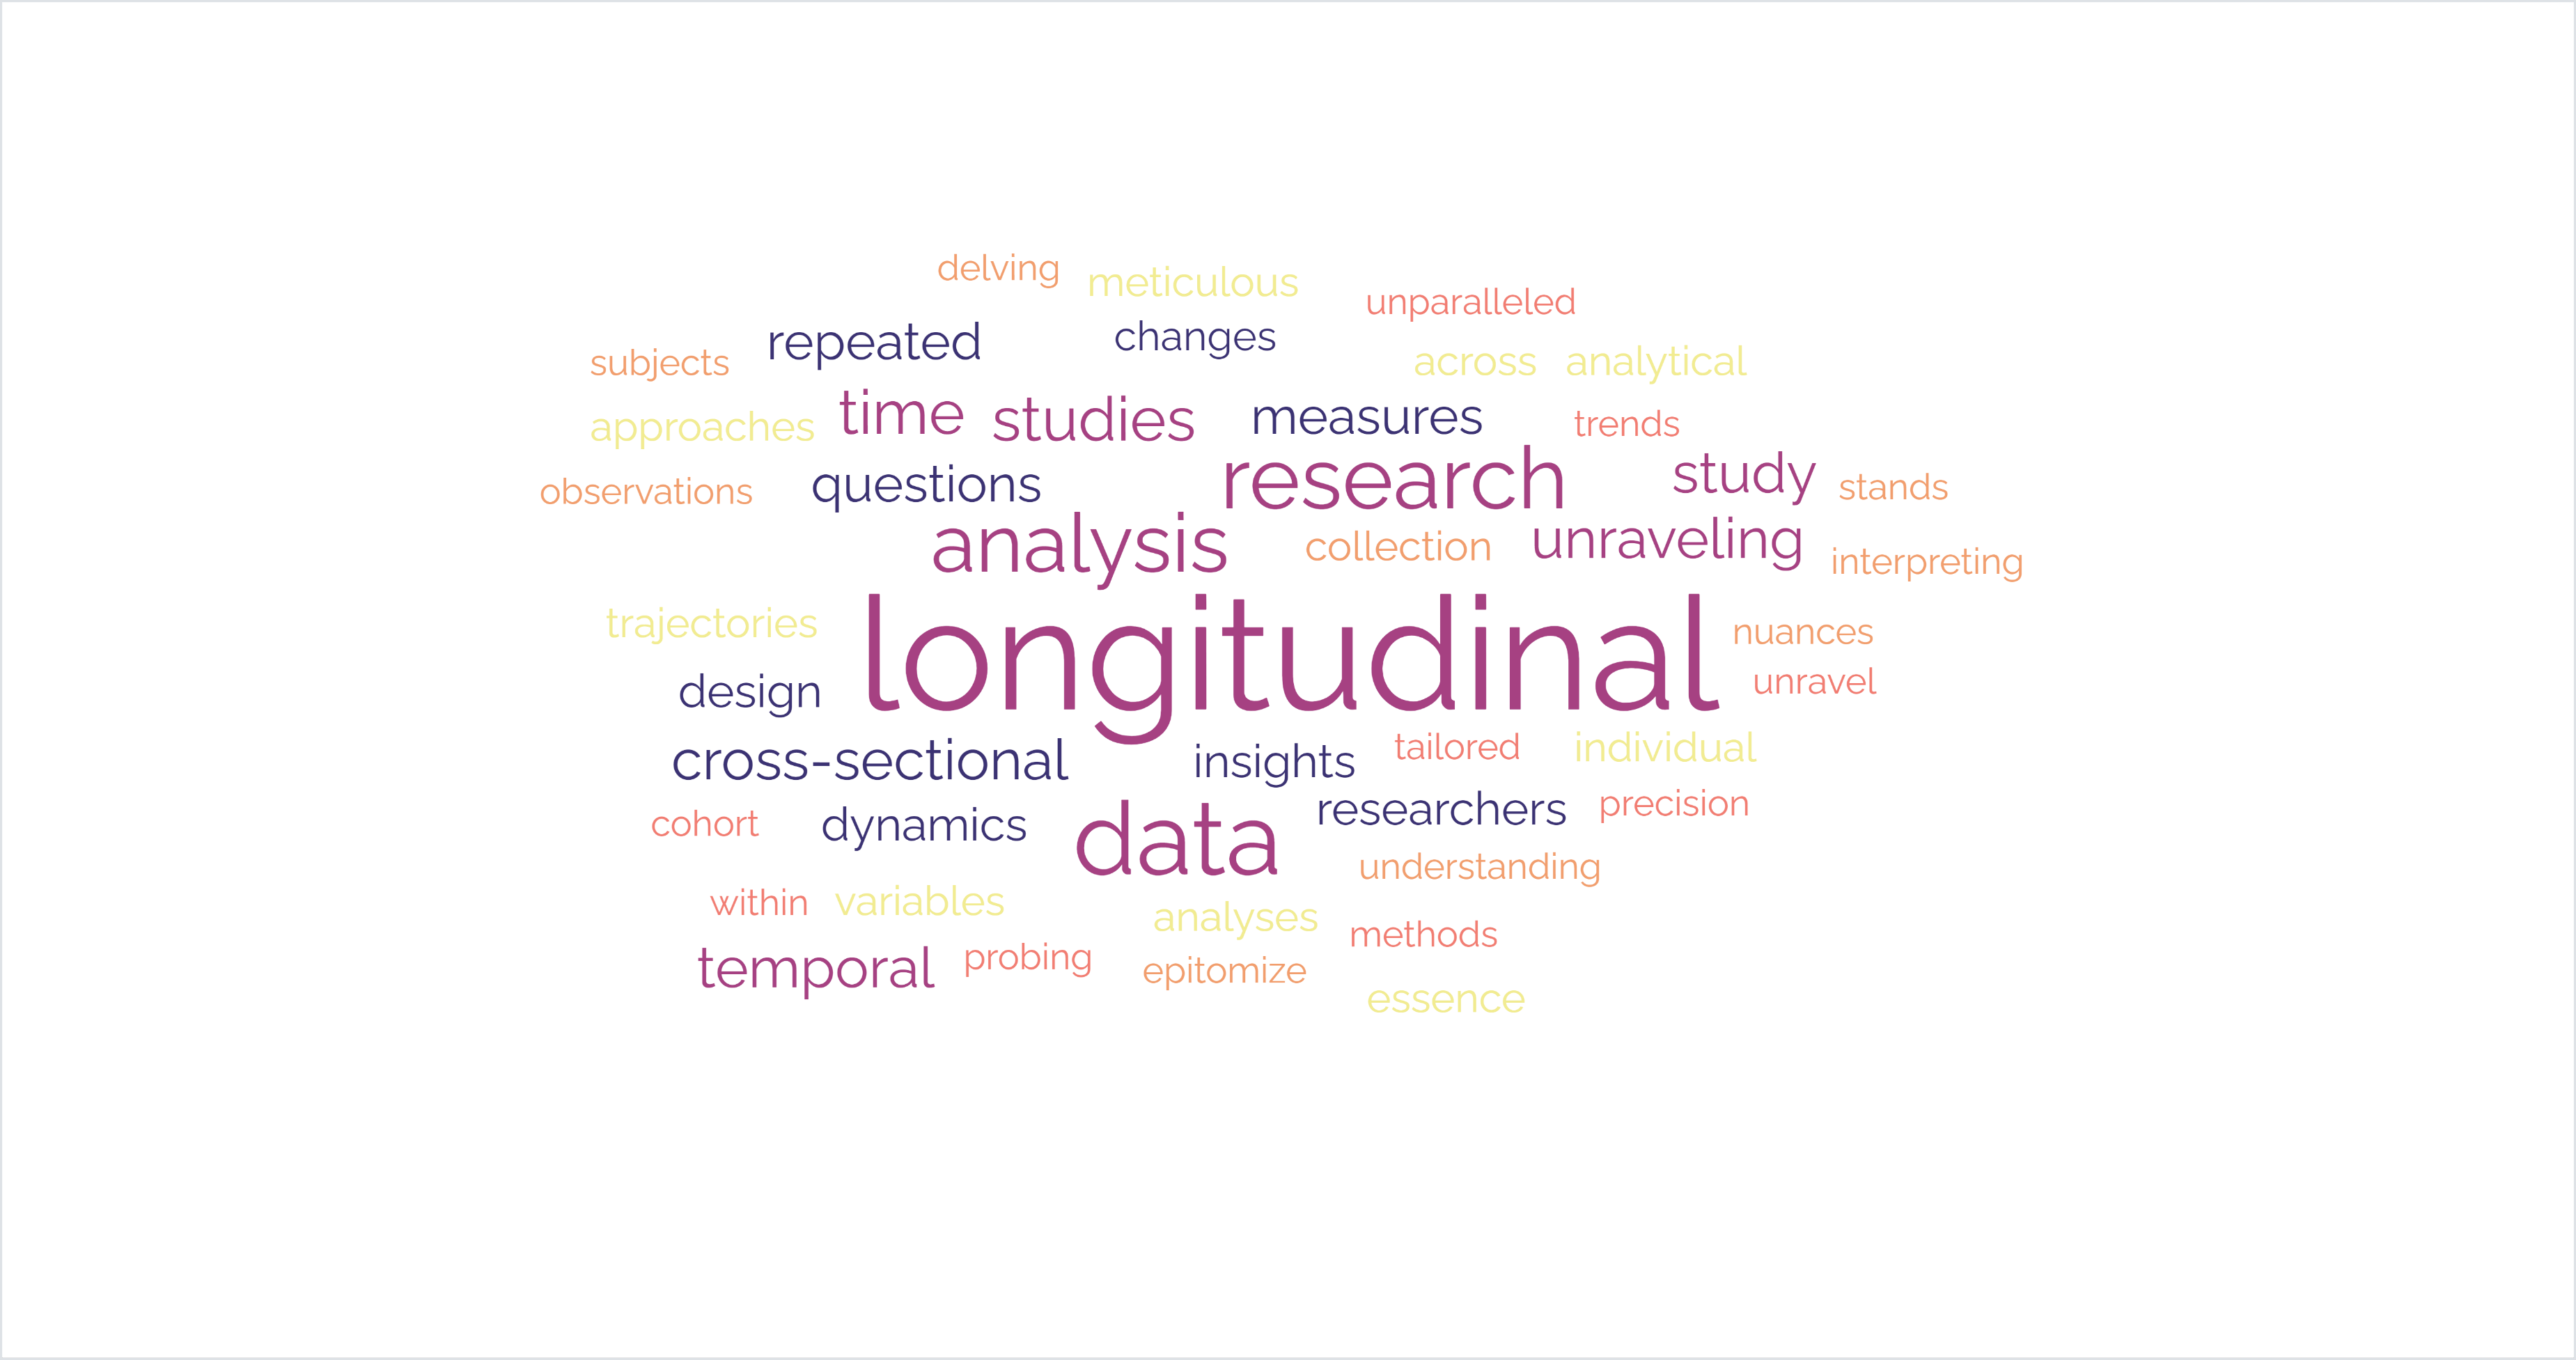 delving meticulous unparalleled
repeated changes
subjects across analytical
approaches time studies measures trends
observations questions research study stands
analysis collection unraveling interpreting
trajectories longitudinal nuances
design unravel
cross-sectional insights tailored individual
cohort dynamics data researchers precision
understanding
within variables analyses methods
temporal probing epitomize
essence